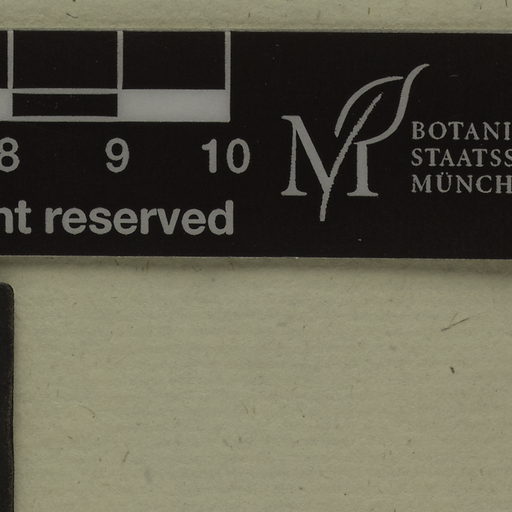 8 9 10
BOTANI
STAATSS
MÜNCH
nt reserved